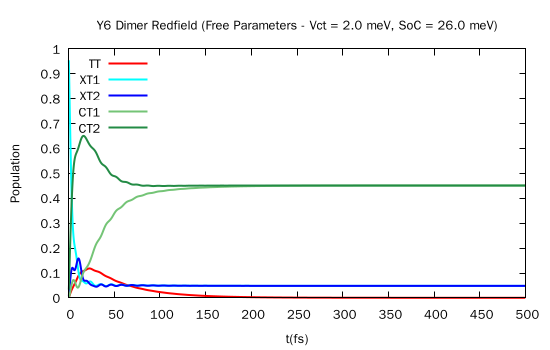 Y6 Dimer Redfield (Free Parameters - Vct = 2.0 meV, SoC = 26.0 meV)
1
0.9
0.8
0.7
0.6
0.5
0.4
0.3
0.2
0.1
0
Population
TT
XT1
XT2
CT1
CT2
0 50 100 150 200 250 300 350 400 450 500
t(fs)